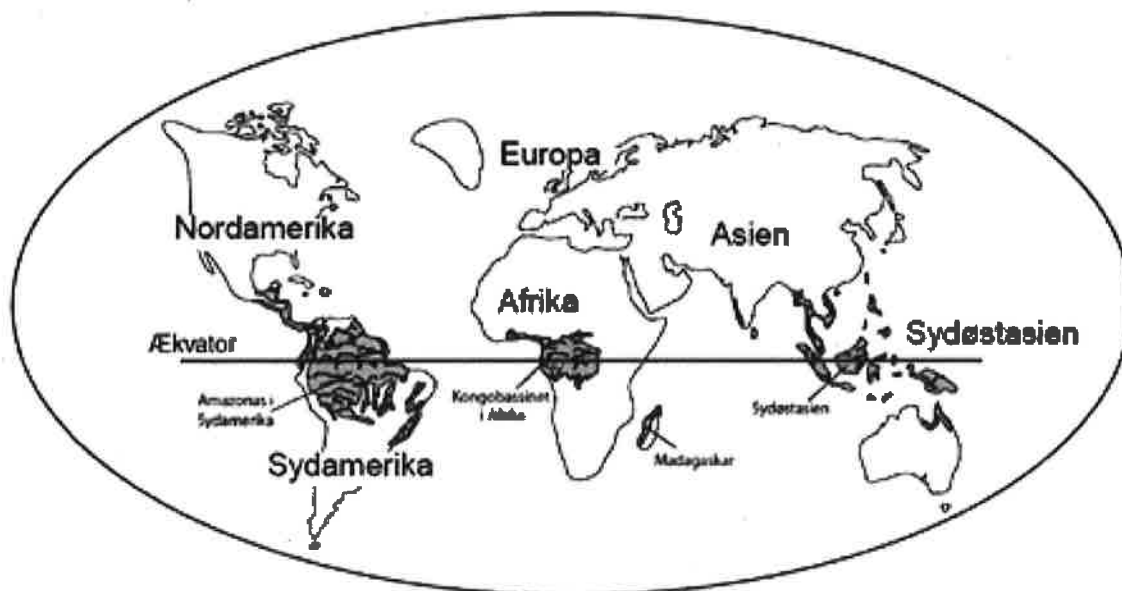 Europa
Nordamerika
Asien
Afrika
Ækvator
Sydøstasien
Amazonas i
Sydamerika
Kongobassinet
i Afrika
Sydøstasien
Madagaskar
Sydamerika